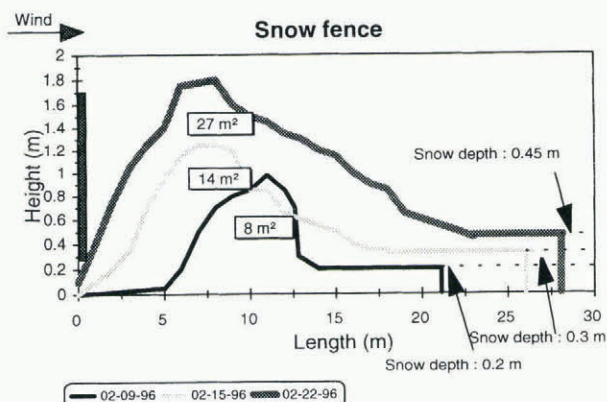 Wind
Snow fence
Height (m)
2
1.8
1.6
1.4
1.2
1
0.8
0.6
0.4
0.2
0
27 m²
14 m²
8 m²
Snow depth : 0.45 m
0 5 10 15 20 25 30
Length (m)
Snow depth : 0.3 m
Snow depth : 0.2 m
02-09-96 02-15-96 02-22-96